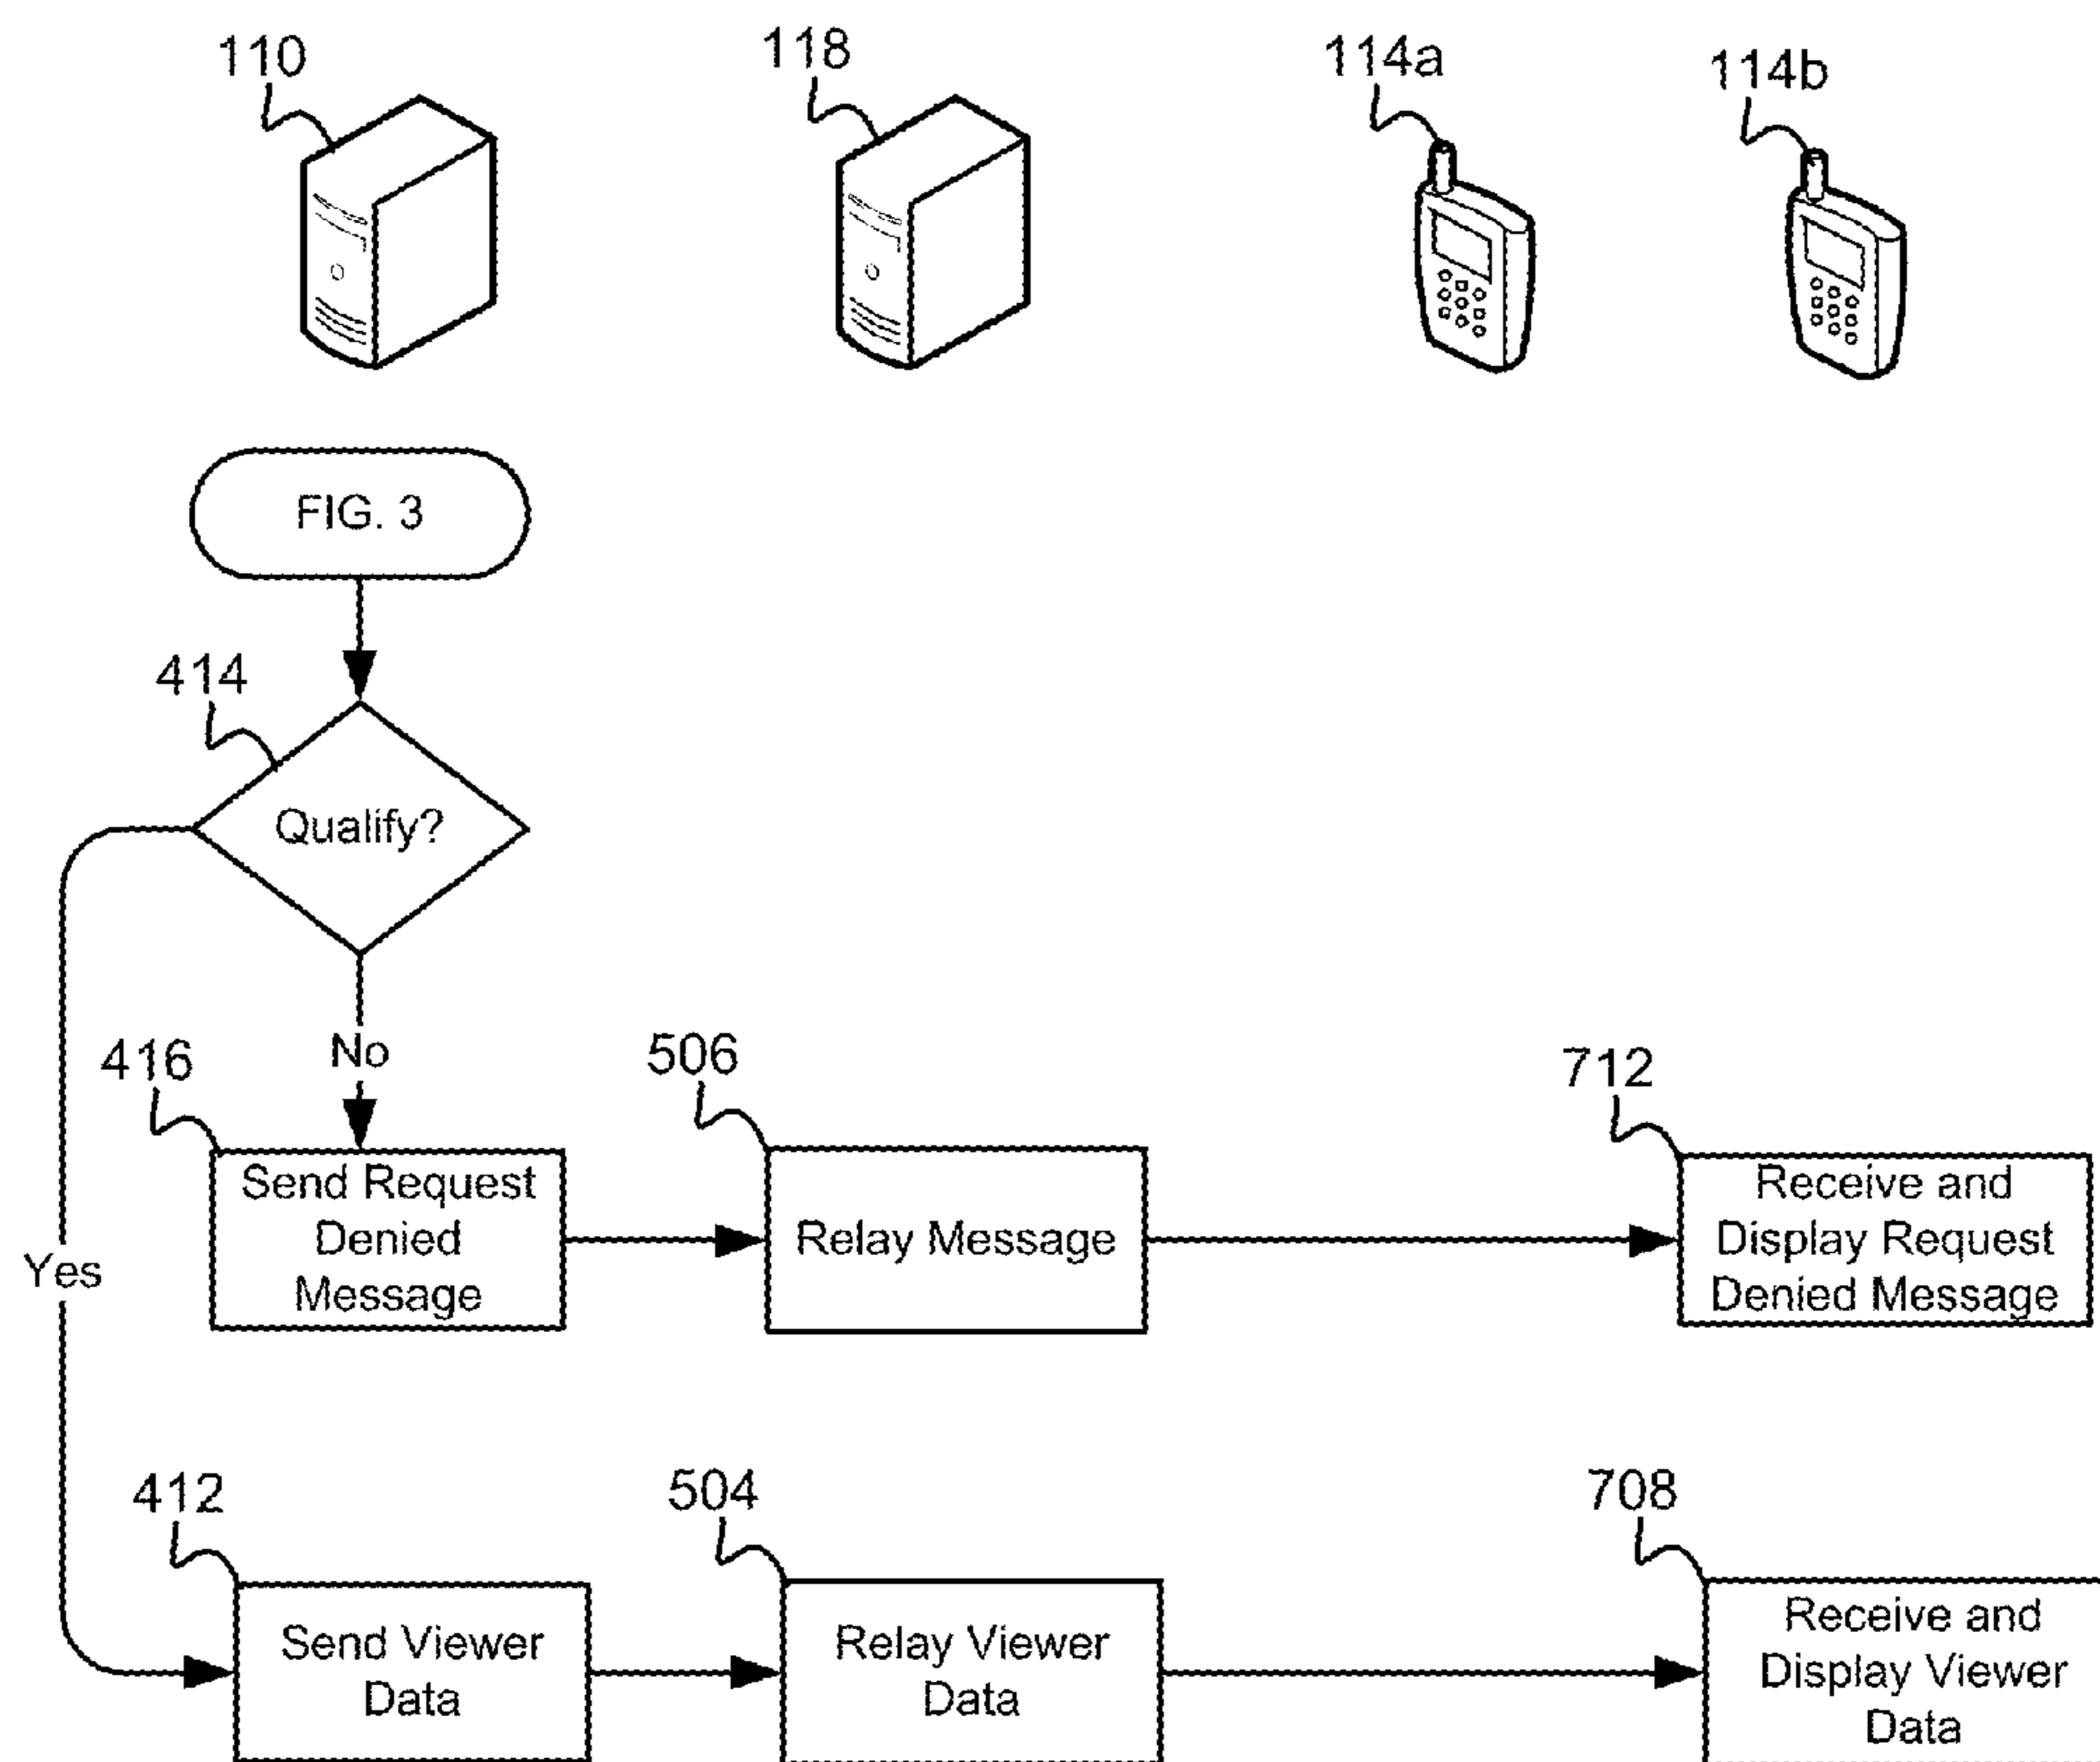 110
118
114a
114b
FIG. 3
414
Qualify?
No
416
506
712
Send Request
Denied
Message
Relay Message
Receive and
Display Request
Denied Message
Yes
412
504
708
Send Viewer
Data
Relay Viewer
Data
Receive and
Display Viewer
Data